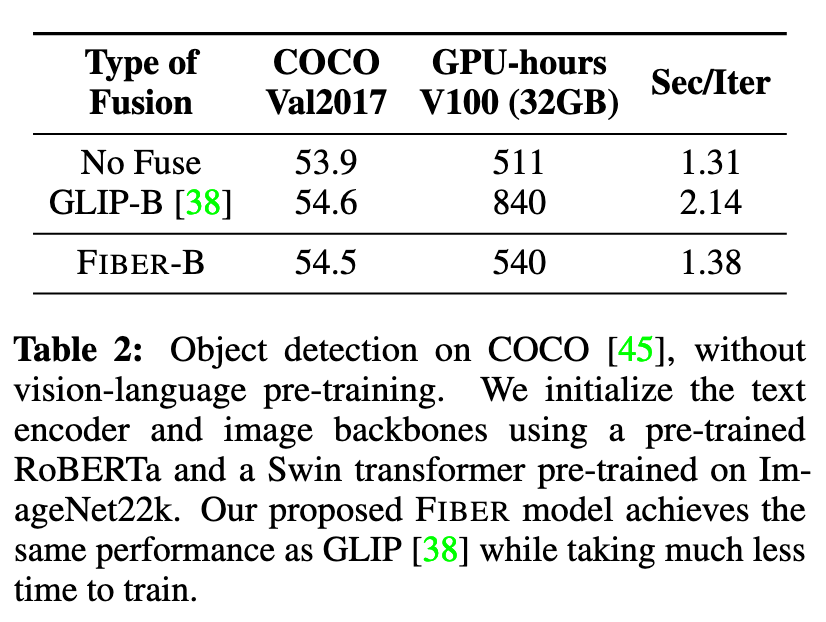 Type of Fusion COCO Val2017 GPU-hours V100 (32GB) Sec/Iter
No Fuse 53.9 511 1.31
GLIP-B [38] 54.6 840 2.14
FIBER-B 54.5 540 1.38
Table 2: Object detection on COCO [45], without
vision-language pre-training. We initialize the text
encoder and image backbones using a pre-trained
RoBERTa and a Swin transformer pre-trained on Im-
ageNet22k. Our proposed FIBER model achieves the
same performance as GLIP [38] while taking much less
time to train.